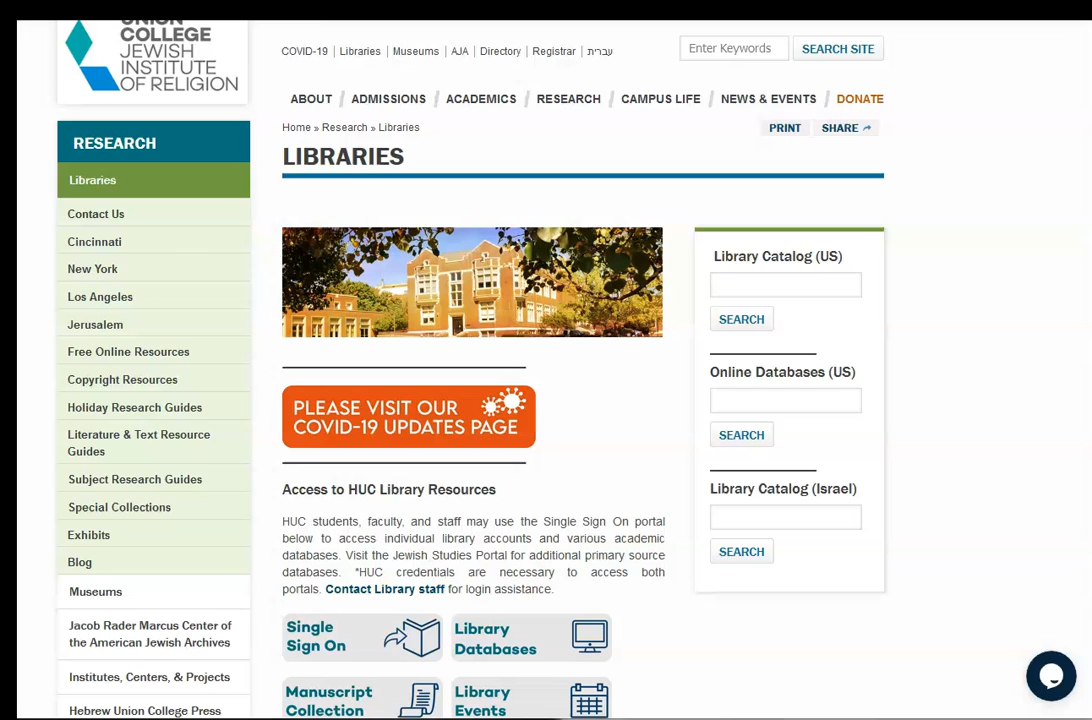 UNION
COLLEGE
JEWISH
INSTITUTE
OF RELIGION
COVID-19 | Libraries | Museums | AJA | Directory | Registrar | עברית
Enter Keywords
SEARCH SITE
ABOUT / ADMISSIONS / ACADEMICS / RESEARCH / CAMPUS LIFE / NEWS & EVENTS / DONATE
Home » Research » Libraries
PRINT
SHARE
LIBRARIES
RESEARCH
Libraries
Contact Us
Cincinnati
New York
Los Angeles
Jerusalem
Free Online Resources
Copyright Resources
Holiday Research Guides
Literature & Text Resource
Guides
Subject Research Guides
Special Collections
Exhibits
Blog
Museums
Jacob Rader Marcus Center of
the American Jewish Archives
Institutes, Centers, & Projects
Hebrew Union College Press
PLEASE VISIT OUR
COVID-19 UPDATES PAGE
Access to HUC Library Resources
HUC students, faculty, and staff may use the Single Sign On portal
below to access individual library accounts and various academic
databases. Visit the Jewish Studies Portal for additional primary source
databases. *HUC credentials are necessary to access both
portals. Contact Library staff for login assistance.
Single
Sign On
Library
Databases
Manuscript
Collection
Library
Events
Library Catalog (US)
SEARCH
Online Databases (US)
SEARCH
Library Catalog (Israel)
SEARCH